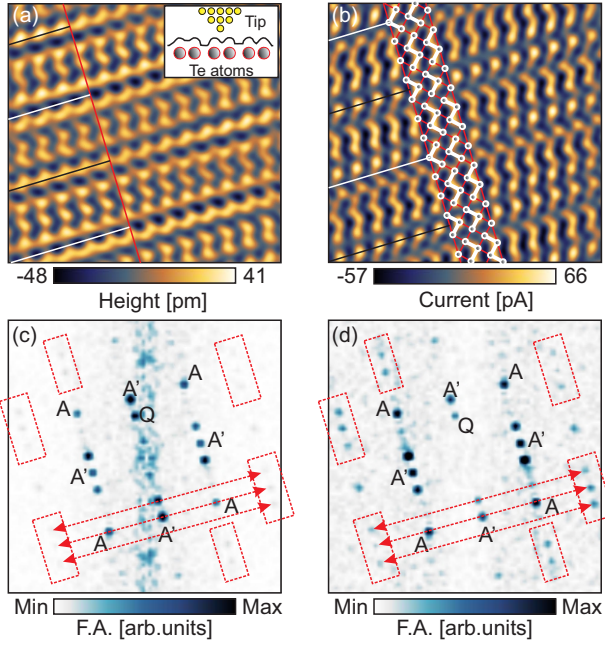 (a)
Tip
Te atoms
-48
41
Height [pm]
(b)
-57
66
Current [pA]
(c)
A
A'
A
Q
A'
A'
A
A
A'
Min
Max
F.A. [arb.units]
(d)
A
A'
A
Q
A'
A'
A
A
A'
Min
Max
F.A. [arb.units]